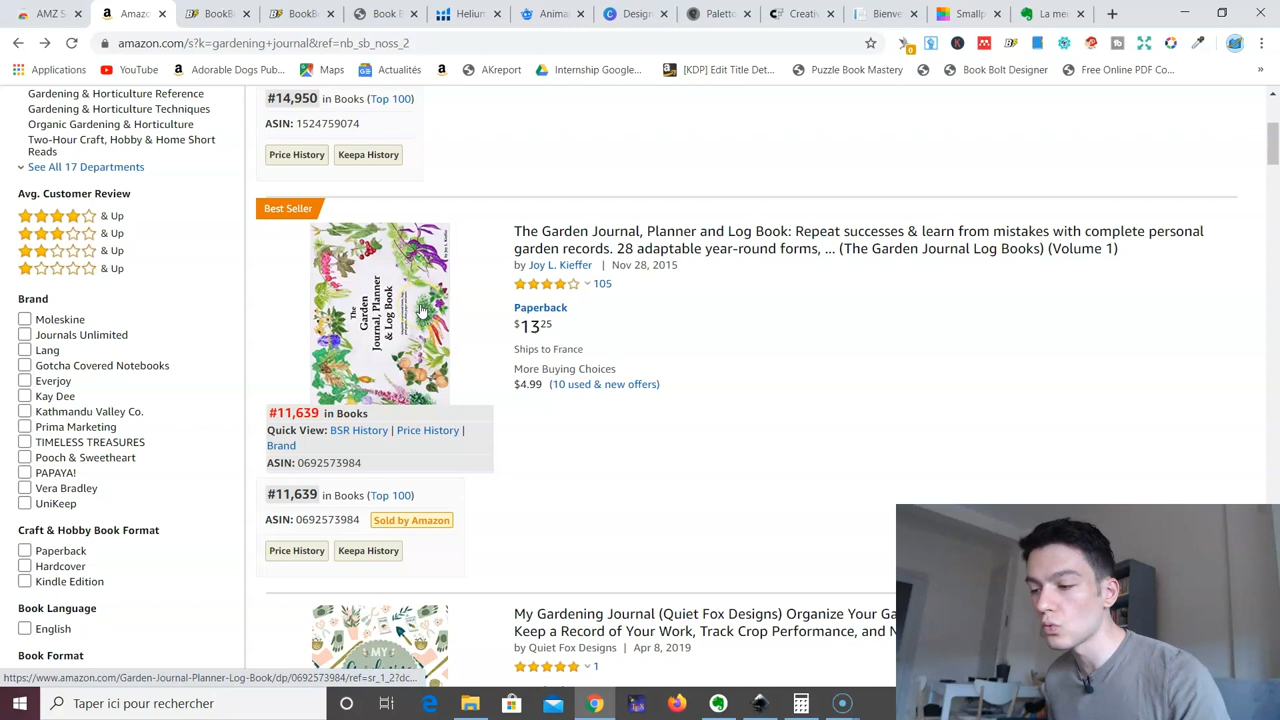 AMZ S
Amazo
BookB
BookB
Book E
Helium
Anima
Design
Paletto
Creativ
Bienve
Smallp
La me
amazon.com/s?k=gardening+journal&ref=nb_sb_noss_2
Applications
YouTube
Adorable Dogs Pub...
Maps
Actualités
AKreport
Internship Google...
[KDP] Edit Title Det...
Puzzle Book Mastery
Book Bolt Designer
Free Online PDF Co...
Gardening & Horticulture Reference
Gardening & Horticulture Techniques
Organic Gardening & Horticulture
Two-Hour Craft, Hobby & Home Short
Reads
See All 17 Departments
Avg. Customer Review
& Up
& Up
& Up
& Up
Brand
Moleskine
Journals Unlimited
Lang
Gotcha Covered Notebooks
Everjoy
Kay Dee
Kathmandu Valley Co.
Prima Marketing
TIMELESS TREASURES
Pooch & Sweetheart
PAPAYA!
Vera Bradley
UniKeep
Craft & Hobby Book Format
Paperback
Hardcover
Kindle Edition
Book Language
English
Book Format
#14,950 in Books (Top 100)
ASIN: 1524759074
Price History
Keepa History
Best Seller
The
Garden
Journal, Planner
& Log Book
by Joy L. Kieffer
The Garden Journal, Planner and Log Book: Repeat successes & learn from mistakes with complete personal
garden records. 28 adaptable year-round forms, ... (The Garden Journal Log Books) (Volume 1)
by Joy L. Kieffer | Nov 28, 2015
105
Paperback
$13.25
Ships to France
More Buying Choices
$4.99 (10 used & new offers)
#11,639 in Books
Quick View: BSR History | Price History |
Brand
ASIN: 0692573984
#11,639 in Books (Top 100)
ASIN: 0692573984 Sold by Amazon
Price History
Keepa History
MY
My Gardening Journal (Quiet Fox Designs) Organize Your Ga
Keep a Record of Your Work, Track Crop Performance, and N
by Quiet Fox Designs | Apr 8, 2019
1
https://www.amazon.com/Garden-Journal-Planner-Log-Book/dp/0692573984/ref=sr_1_2?dc...
Taper ici pour rechercher